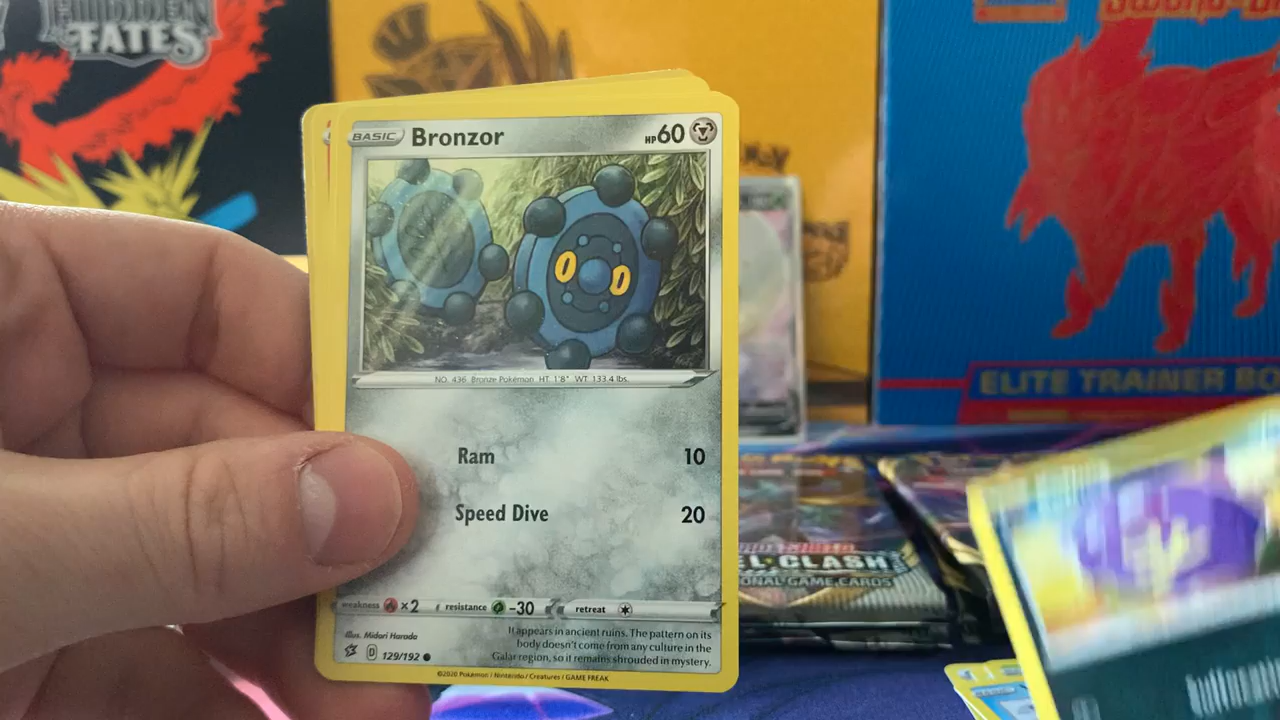 HIDDEN
FATES
BASIC Bronzor HP 60
NO. 436 Bronze Pokémon HT. 1'8" WT. 133.4 lbs.
Ram 10
Speed Dive 20
weakness ×2 resistance -30 retreat
Illus. Midori Harada
D 129/192
It appears in ancient ruins. The pattern on its
body doesn't come from any culture in the
Galar region, so it remains shrouded in mystery.
©2020 Pokémon / Nintendo / Creatures / GAME FREAK
ELITE TRAINER BO
EL CLASH
ONAL GAME CARDS